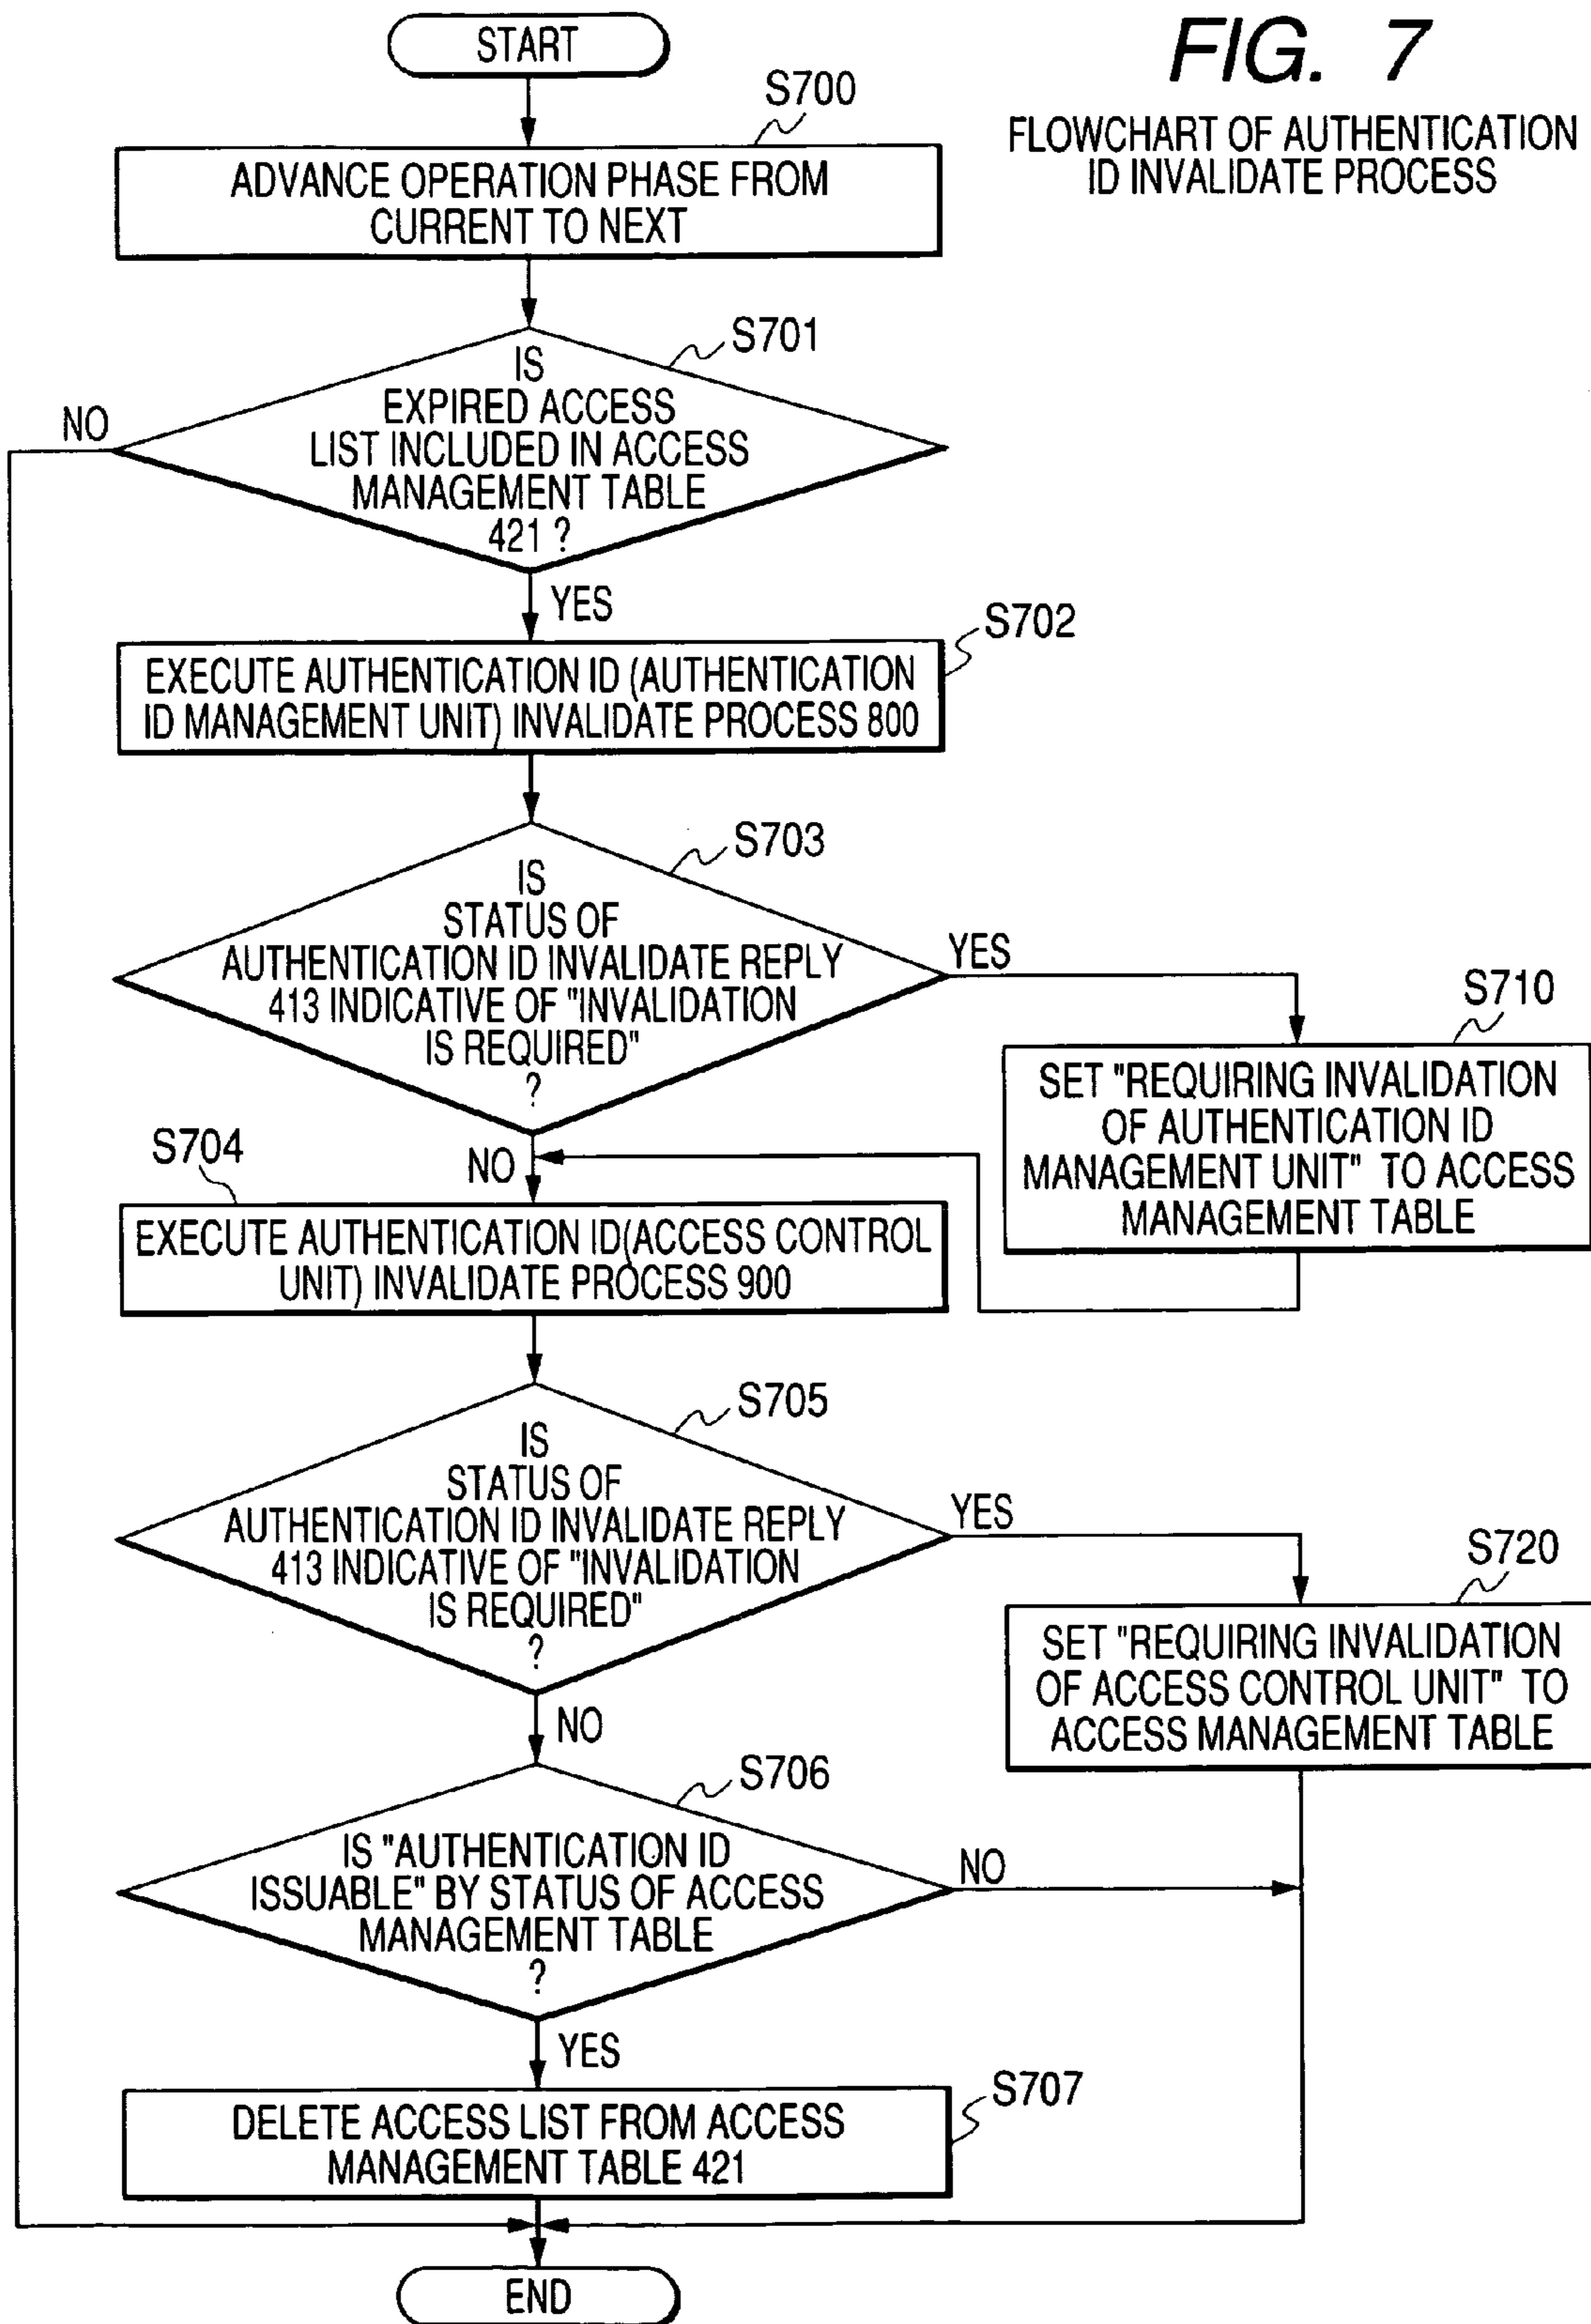 START
FIG. 7
FLOWCHART OF AUTHENTICATION
ID INVALIDATE PROCESS
S700
ADVANCE OPERATION PHASE FROM
CURRENT TO NEXT
S701
IS
EXPIRED ACCESS
LIST INCLUDED IN ACCESS
MANAGEMENT TABLE
421 ?
NO
YES
S702
EXECUTE AUTHENTICATION ID (AUTHENTICATION
ID MANAGEMENT UNIT) INVALIDATE PROCESS 800
S703
IS
STATUS OF
AUTHENTICATION ID INVALIDATE REPLY
413 INDICATIVE OF "INVALIDATION
IS REQUIRED"
?
YES
S710
SET "REQUIRING INVALIDATION
OF AUTHENTICATION ID
MANAGEMENT UNIT" TO ACCESS
MANAGEMENT TABLE
NO
S704
EXECUTE AUTHENTICATION ID(ACCESS CONTROL
UNIT) INVALIDATE PROCESS 900
S705
IS
STATUS OF
AUTHENTICATION ID INVALIDATE REPLY
413 INDICATIVE OF "INVALIDATION
IS REQUIRED"
?
YES
S720
SET "REQUIRING INVALIDATION
OF ACCESS CONTROL UNIT" TO
ACCESS MANAGEMENT TABLE
NO
S706
IS "AUTHENTICATION ID
ISSUABLE" BY STATUS OF ACCESS
MANAGEMENT TABLE
?
NO
YES
S707
DELETE ACCESS LIST FROM ACCESS
MANAGEMENT TABLE 421
END